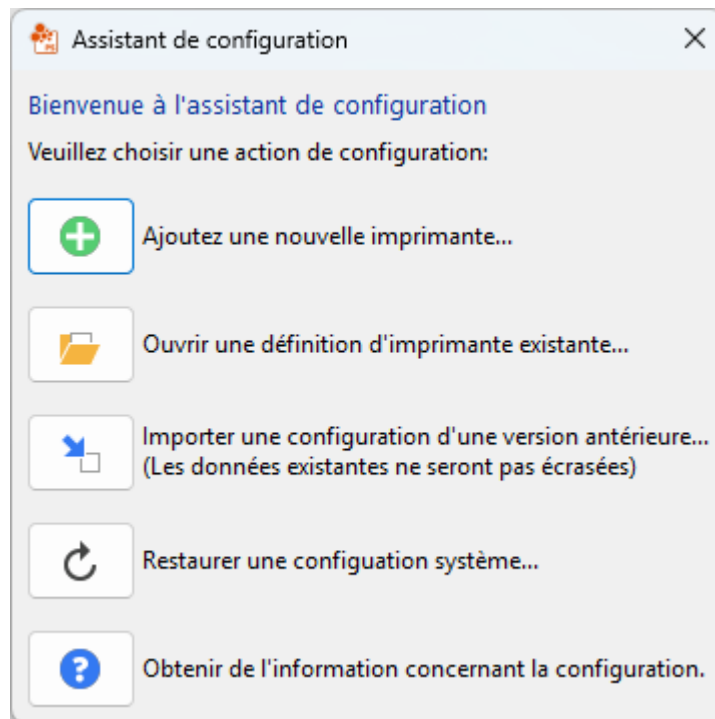 Assistant de configuration
Bienvenue à l'assistant de configuration
Veuillez choisir une action de configuration:
Ajoutez une nouvelle imprimante...
Ouvrir une définition d'imprimante existante...
Importer une configuration d'une version antérieure...
(Les données existantes ne seront pas écrasées)
Restaurer une configuation système...
Obtenir de l'information concernant la configuration.